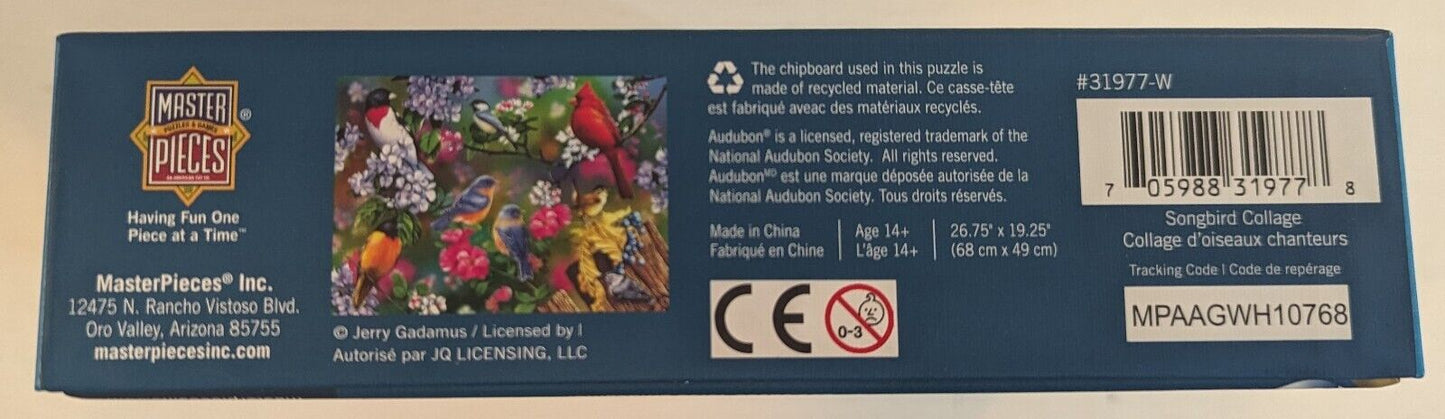 MASTER
PUZZLES & GAMES
PIECES
AN AMERICAN TOY CO.
®
Having Fun One
Piece at a Time™
MasterPieces® Inc.
12475 N. Rancho Vistoso Blvd.
Oro Valley, Arizona 85755
masterpiecesinc.com
© Jerry Gadamus / Licensed by |
Autorisé par JQ LICENSING, LLC
The chipboard used in this puzzle is
made of recycled material. Ce casse-tête
est fabriqué aveac des matériaux recyclés.
Audubon® is a licensed, registered trademark of the
National Audubon Society. All rights reserved.
Audubonᴹᴰ est une marque déposée autorisée de la
National Audubon Society. Tous droits réservés.
Made in China
Fabriqué en Chine
Age 14+
L'âge 14+
26.75" x 19.25"
(68 cm x 49 cm)
CE
0-3
#31977-W
7 05988 31977 8
Songbird Collage
Collage d'oiseaux chanteurs
Tracking Code | Code de repérage
MPAAGWH10768